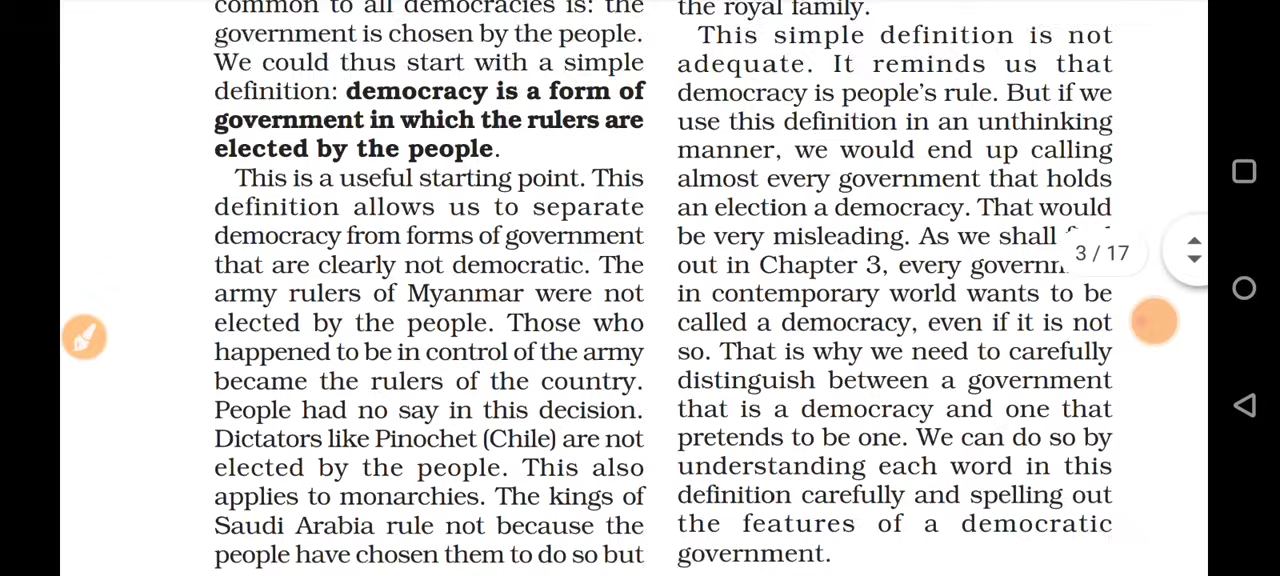 common to all democracies is: the
government is chosen by the people.
We could thus start with a simple
definition: democracy is a form of
government in which the rulers are
elected by the people.
This is a useful starting point. This
definition allows us to separate
democracy from forms of government
that are clearly not democratic. The
army rulers of Myanmar were not
elected by the people. Those who
happened to be in control of the army
became the rulers of the country.
People had no say in this decision.
Dictators like Pinochet (Chile) are not
elected by the people. This also
applies to monarchies. The kings of
Saudi Arabia rule not because the
people have chosen them to do so but
the royal family.
This simple definition is not
adequate. It reminds us that
democracy is people's rule. But if we
use this definition in an unthinking
manner, we would end up calling
almost every government that holds
an election a democracy. That would
be very misleading. As we shall
out in Chapter 3, every
in contemporary world wants to be
called a democracy, even if it is not
so. That is why we need to carefully
distinguish between a government
that is a democracy and one that
pretends to be one. We can do so by
understanding each word in this
definition carefully and spelling out
the features of a democratic
government.
3 / 17